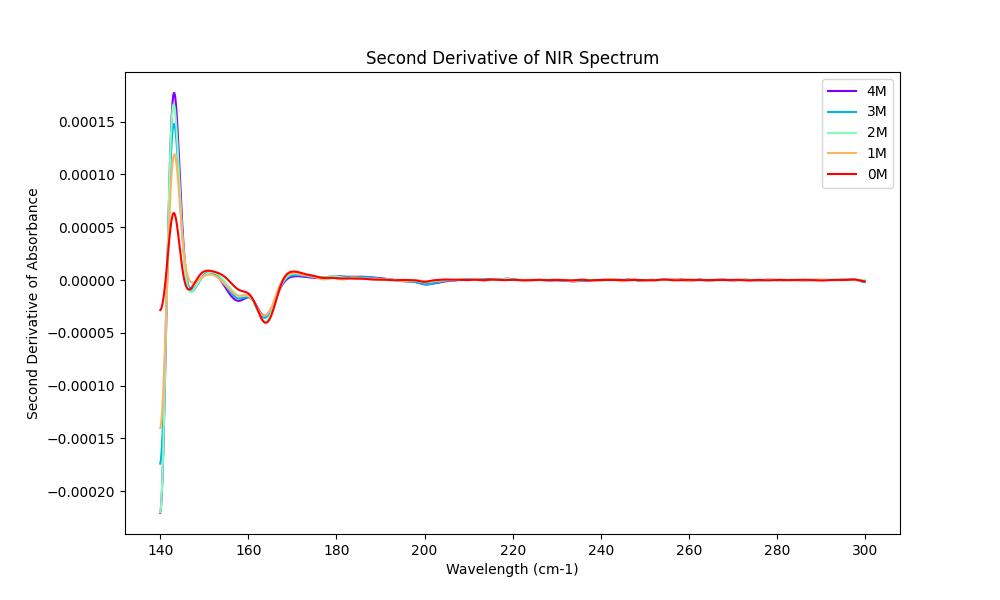 Second Derivative of NIR Spectrum
4M
3M
2M
1M
0M
Second Derivative of Absorbance
0.00015
0.00010
0.00005
0.00000
−0.00005
−0.00010
−0.00015
−0.00020
140 160 180 200 220 240 260 280 300
Wavelength (cm-1)